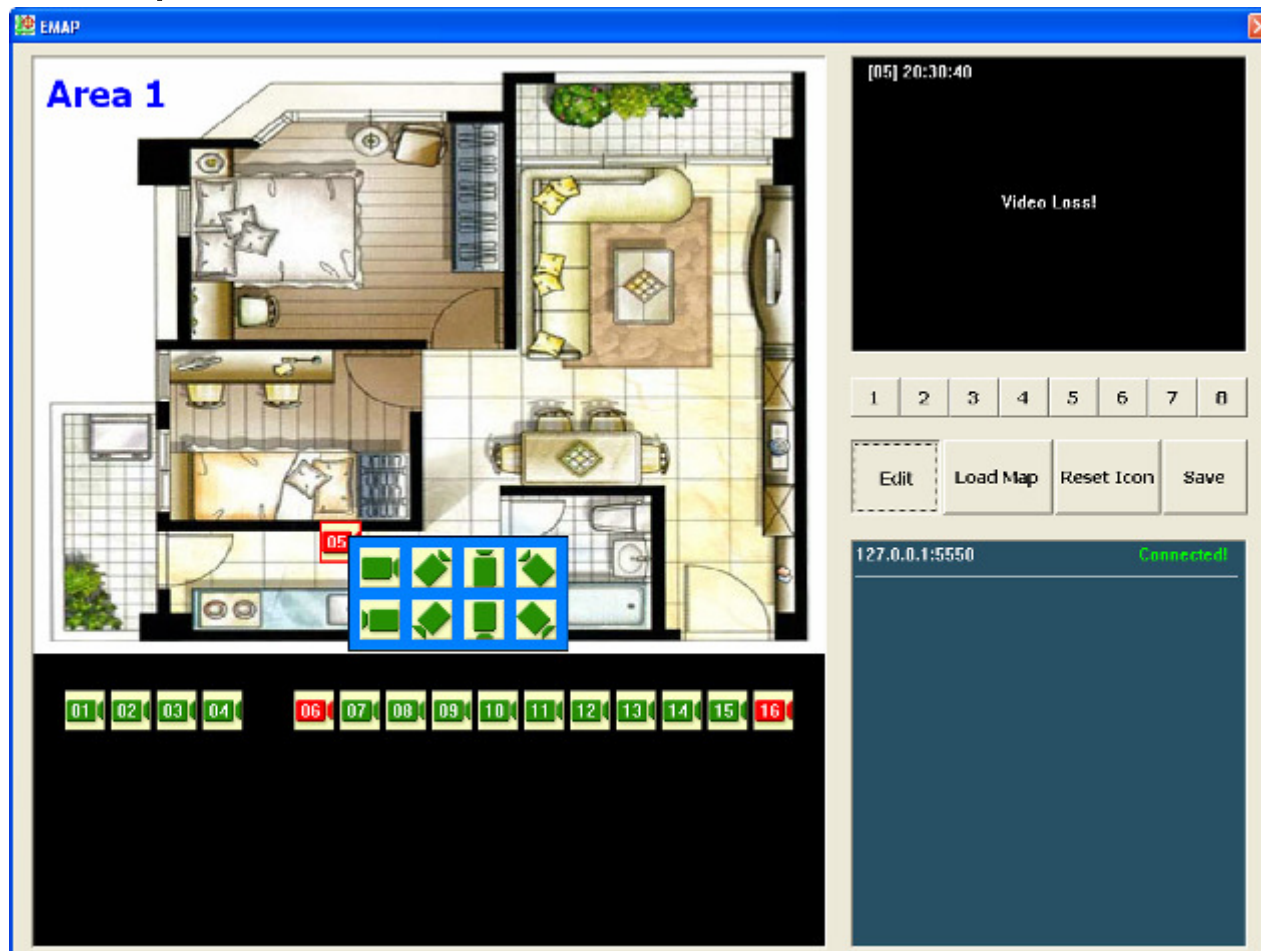 EMAP
Area 1
[05] 20:30:40
Video Loss!
1 2 3 4 5 6 7 8
Edit Load Map Reset Icon Save
05
127.0.0.1:5550 Connected!
01 02 03 04 06 07 08 09 10 11 12 13 14 15 16